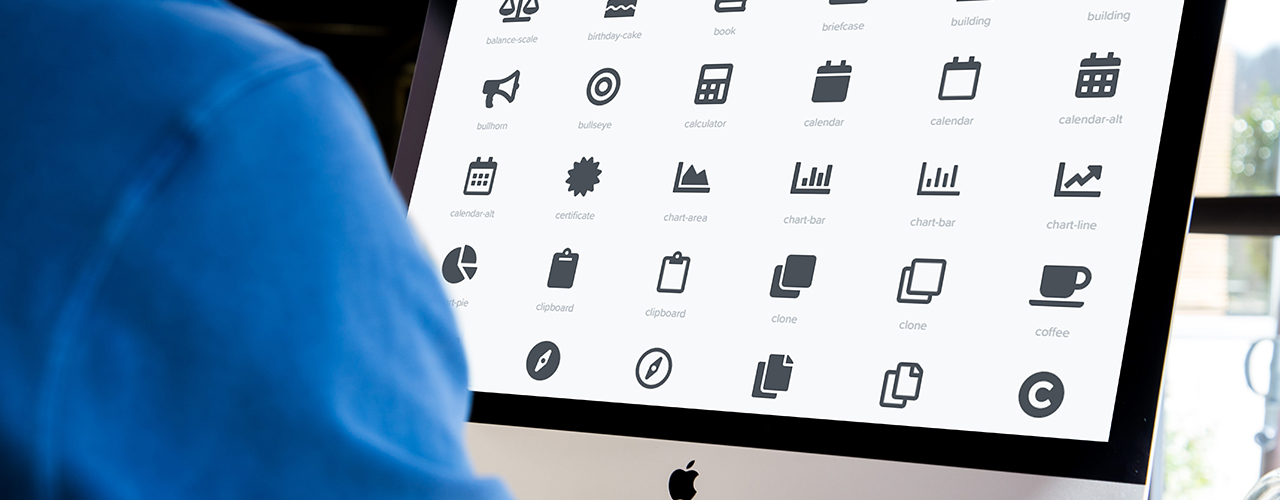 balance-scale birthday-cake book briefcase building building
bullhorn bullseye calculator calendar calendar calendar-alt
calendar-alt certificate chart-area chart-bar chart-bar chart-line
rt-pie clipboard clipboard clone clone coffee
C